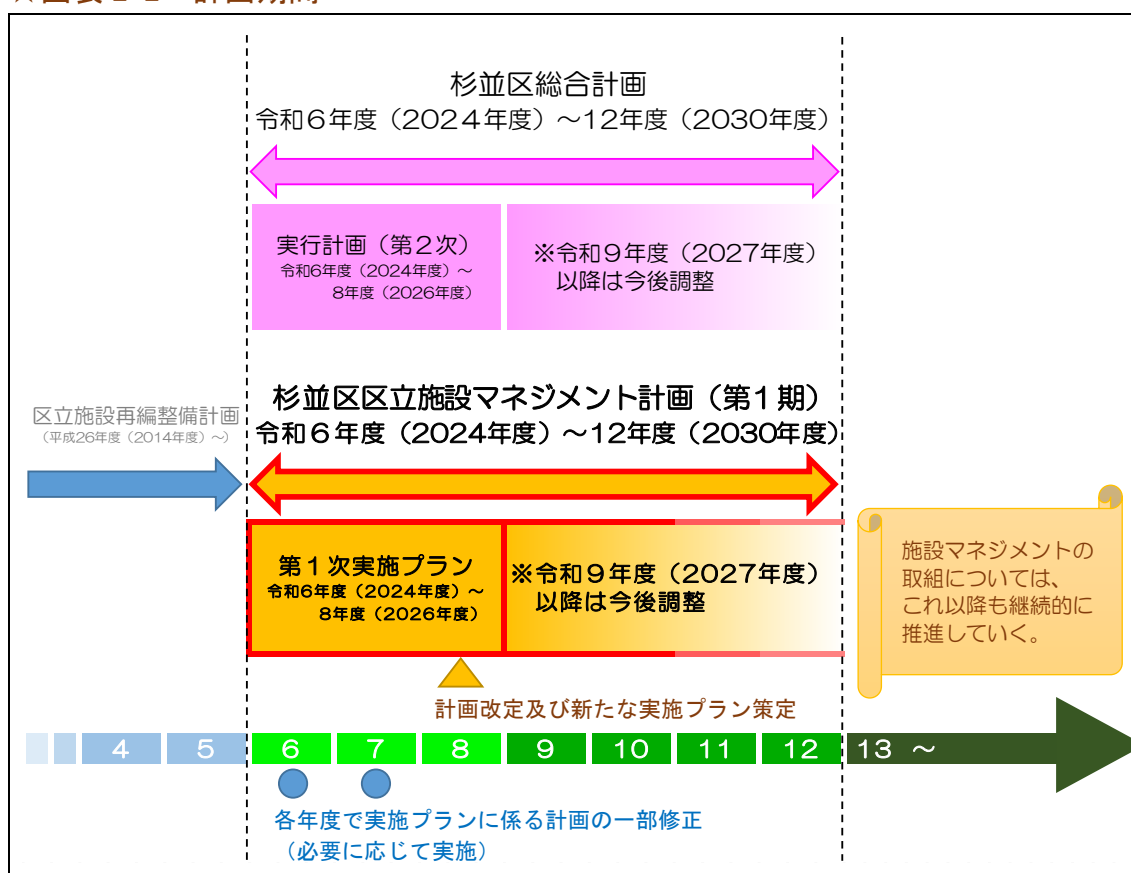 杉並区総合計画
令和６年度（2024年度）～12年度（2030年度）
実行計画（第２次）
令和6年度（2024年度）～
8年度（2026年度）
※令和９年度（2027年度）
以降は今後調整
区立施設再編整備計画
（平成26年度（2014年度）～）
杉並区区立施設マネジメント計画（第１期）
令和６年度（2024年度）～12年度（2030年度）
第１次実施プラン
令和6年度（2024年度）～
8年度（2026年度）
※令和９年度（2027年度）
以降は今後調整
施設マネジメントの
取組については、
これ以降も継続的に
推進していく。
計画改定及び新たな実施プラン策定
4 5 6 7 8 9 10 11 12 13 ～
各年度で実施プランに係る計画の一部修正
（必要に応じて実施）